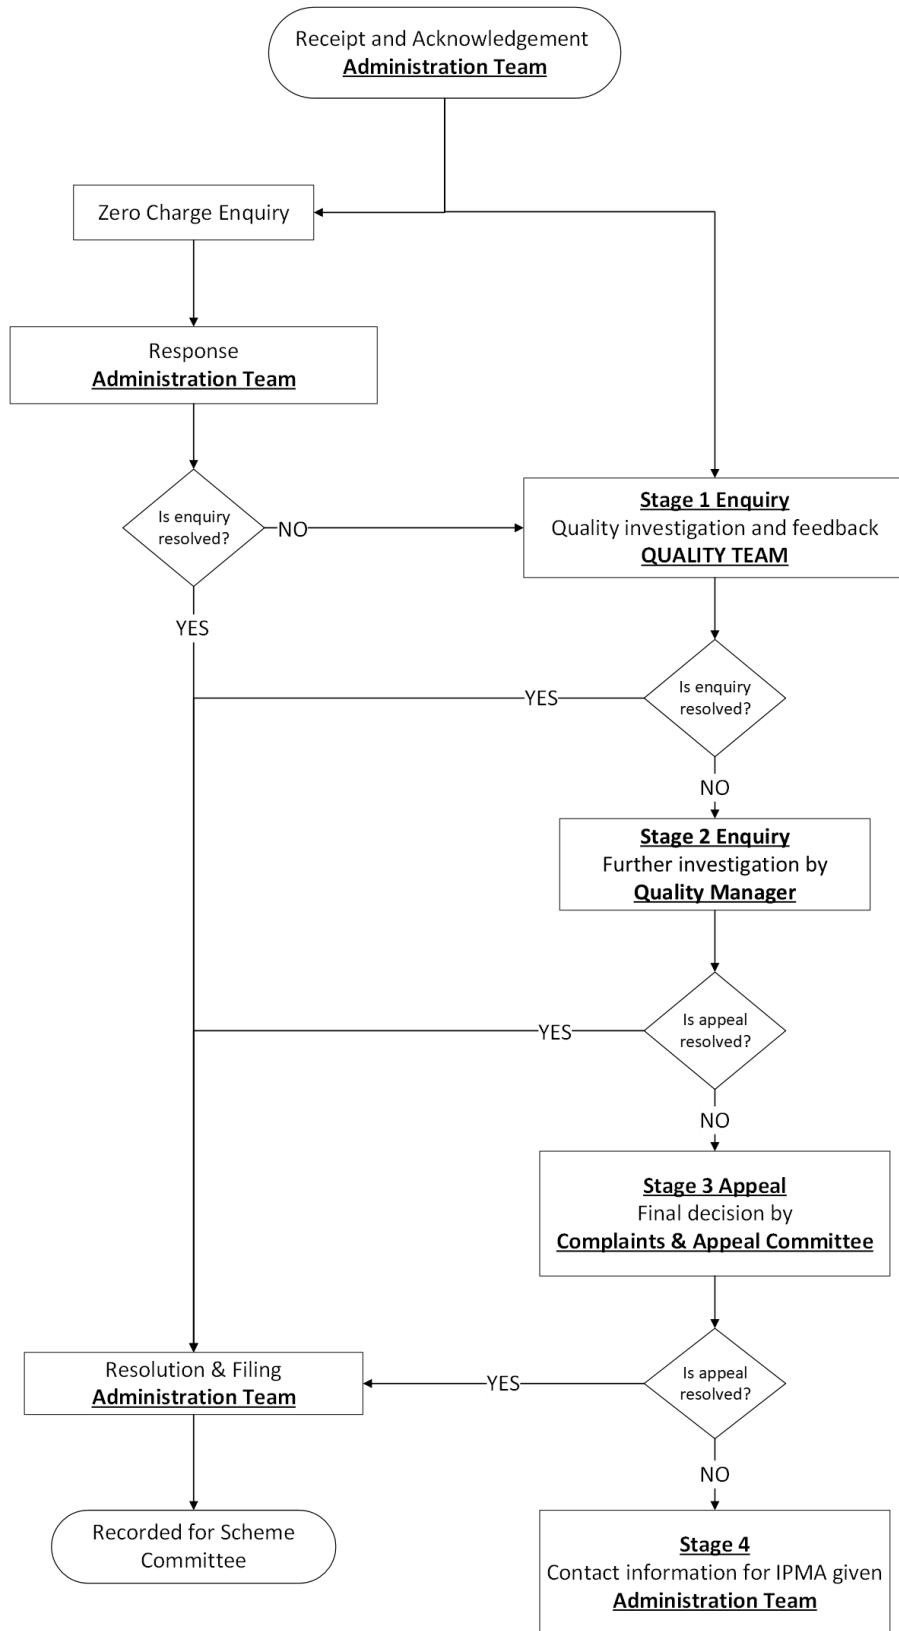 Receipt and Acknowledgement
Administration Team
Zero Charge Enquiry
Response
Administration Team
Is enquiry
resolved?
NO
YES
Stage 1 Enquiry
Quality investigation and feedback
QUALITY TEAM
Is enquiry
resolved?
YES
NO
Stage 2 Enquiry
Further investigation by
Quality Manager
Is appeal
resolved?
YES
NO
Stage 3 Appeal
Final decision by
Complaints & Appeal Committee
Is appeal
resolved?
YES
NO
Resolution & Filing
Administration Team
Recorded for Scheme
Committee
Stage 4
Contact information for IPMA given
Administration Team